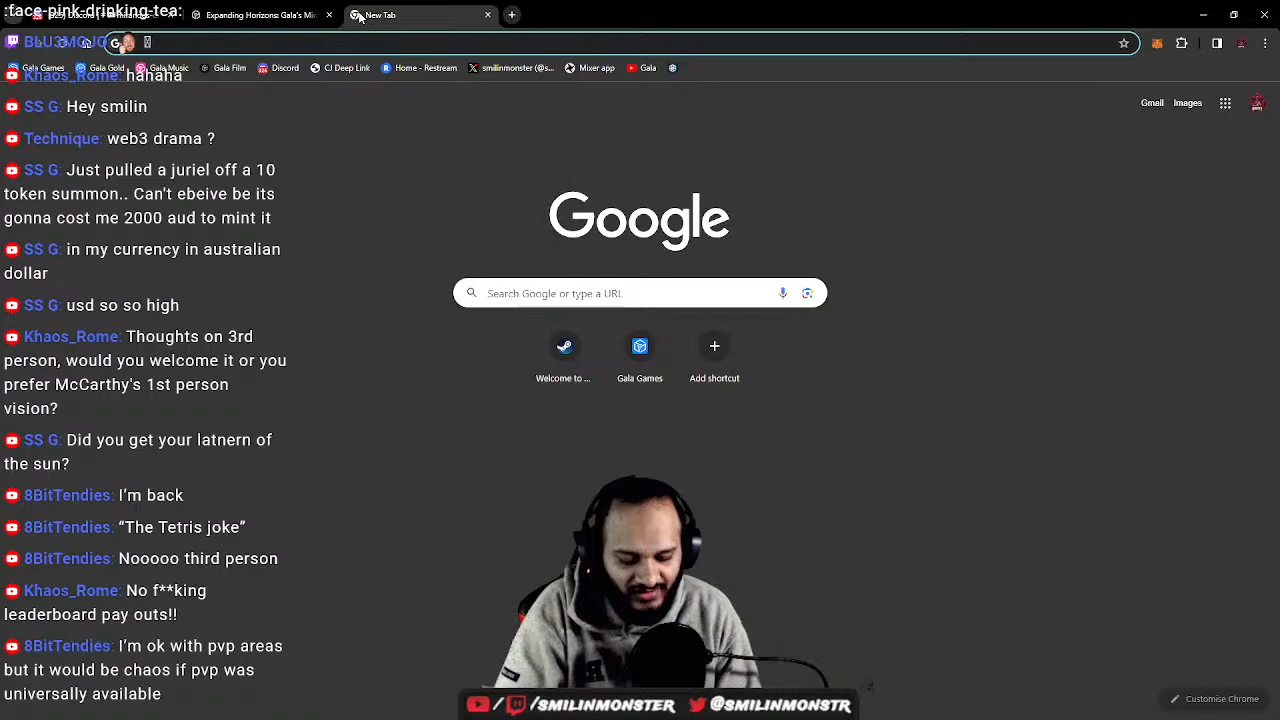 :face-pink-drinking-tea:
Expanding Horizons: Gala's Mir
New Tab
BLU3MOJO
Gala Games
Gala Gold
Gala Music
Gala Film
Discord
CJ Deep Link
Home - Restream
smilinmonster (@s...
Mixer app
Gala
Khaos_Rome: hahaha
Gmail
Images
SS G: Hey smilin
Technique: web3 drama ?
SS G: Just pulled a juriel off a 10
token summon.. Can't ebeive be its
gonna cost me 2000 aud to mint it
SS G: in my currency in australian
dollar
SS G: usd so so high
Khaos_Rome: Thoughts on 3rd
person, would you welcome it or you
prefer McCarthy's 1st person
vision?
SS G: Did you get your latnern of
the sun?
8BitTendies: I'm back
8BitTendies: “The Tetris joke”
8BitTendies: Nooooo third person
Khaos_Rome: No f**king
leaderboard pay outs!!
8BitTendies: I'm ok with pvp areas
but it would be chaos if pvp was
universally available
Google
Search Google or type a URL
Welcome to ...
Gala Games
Add shortcut
/SMILINMONSTER
@SMILINMONSTR
Customise Chrome